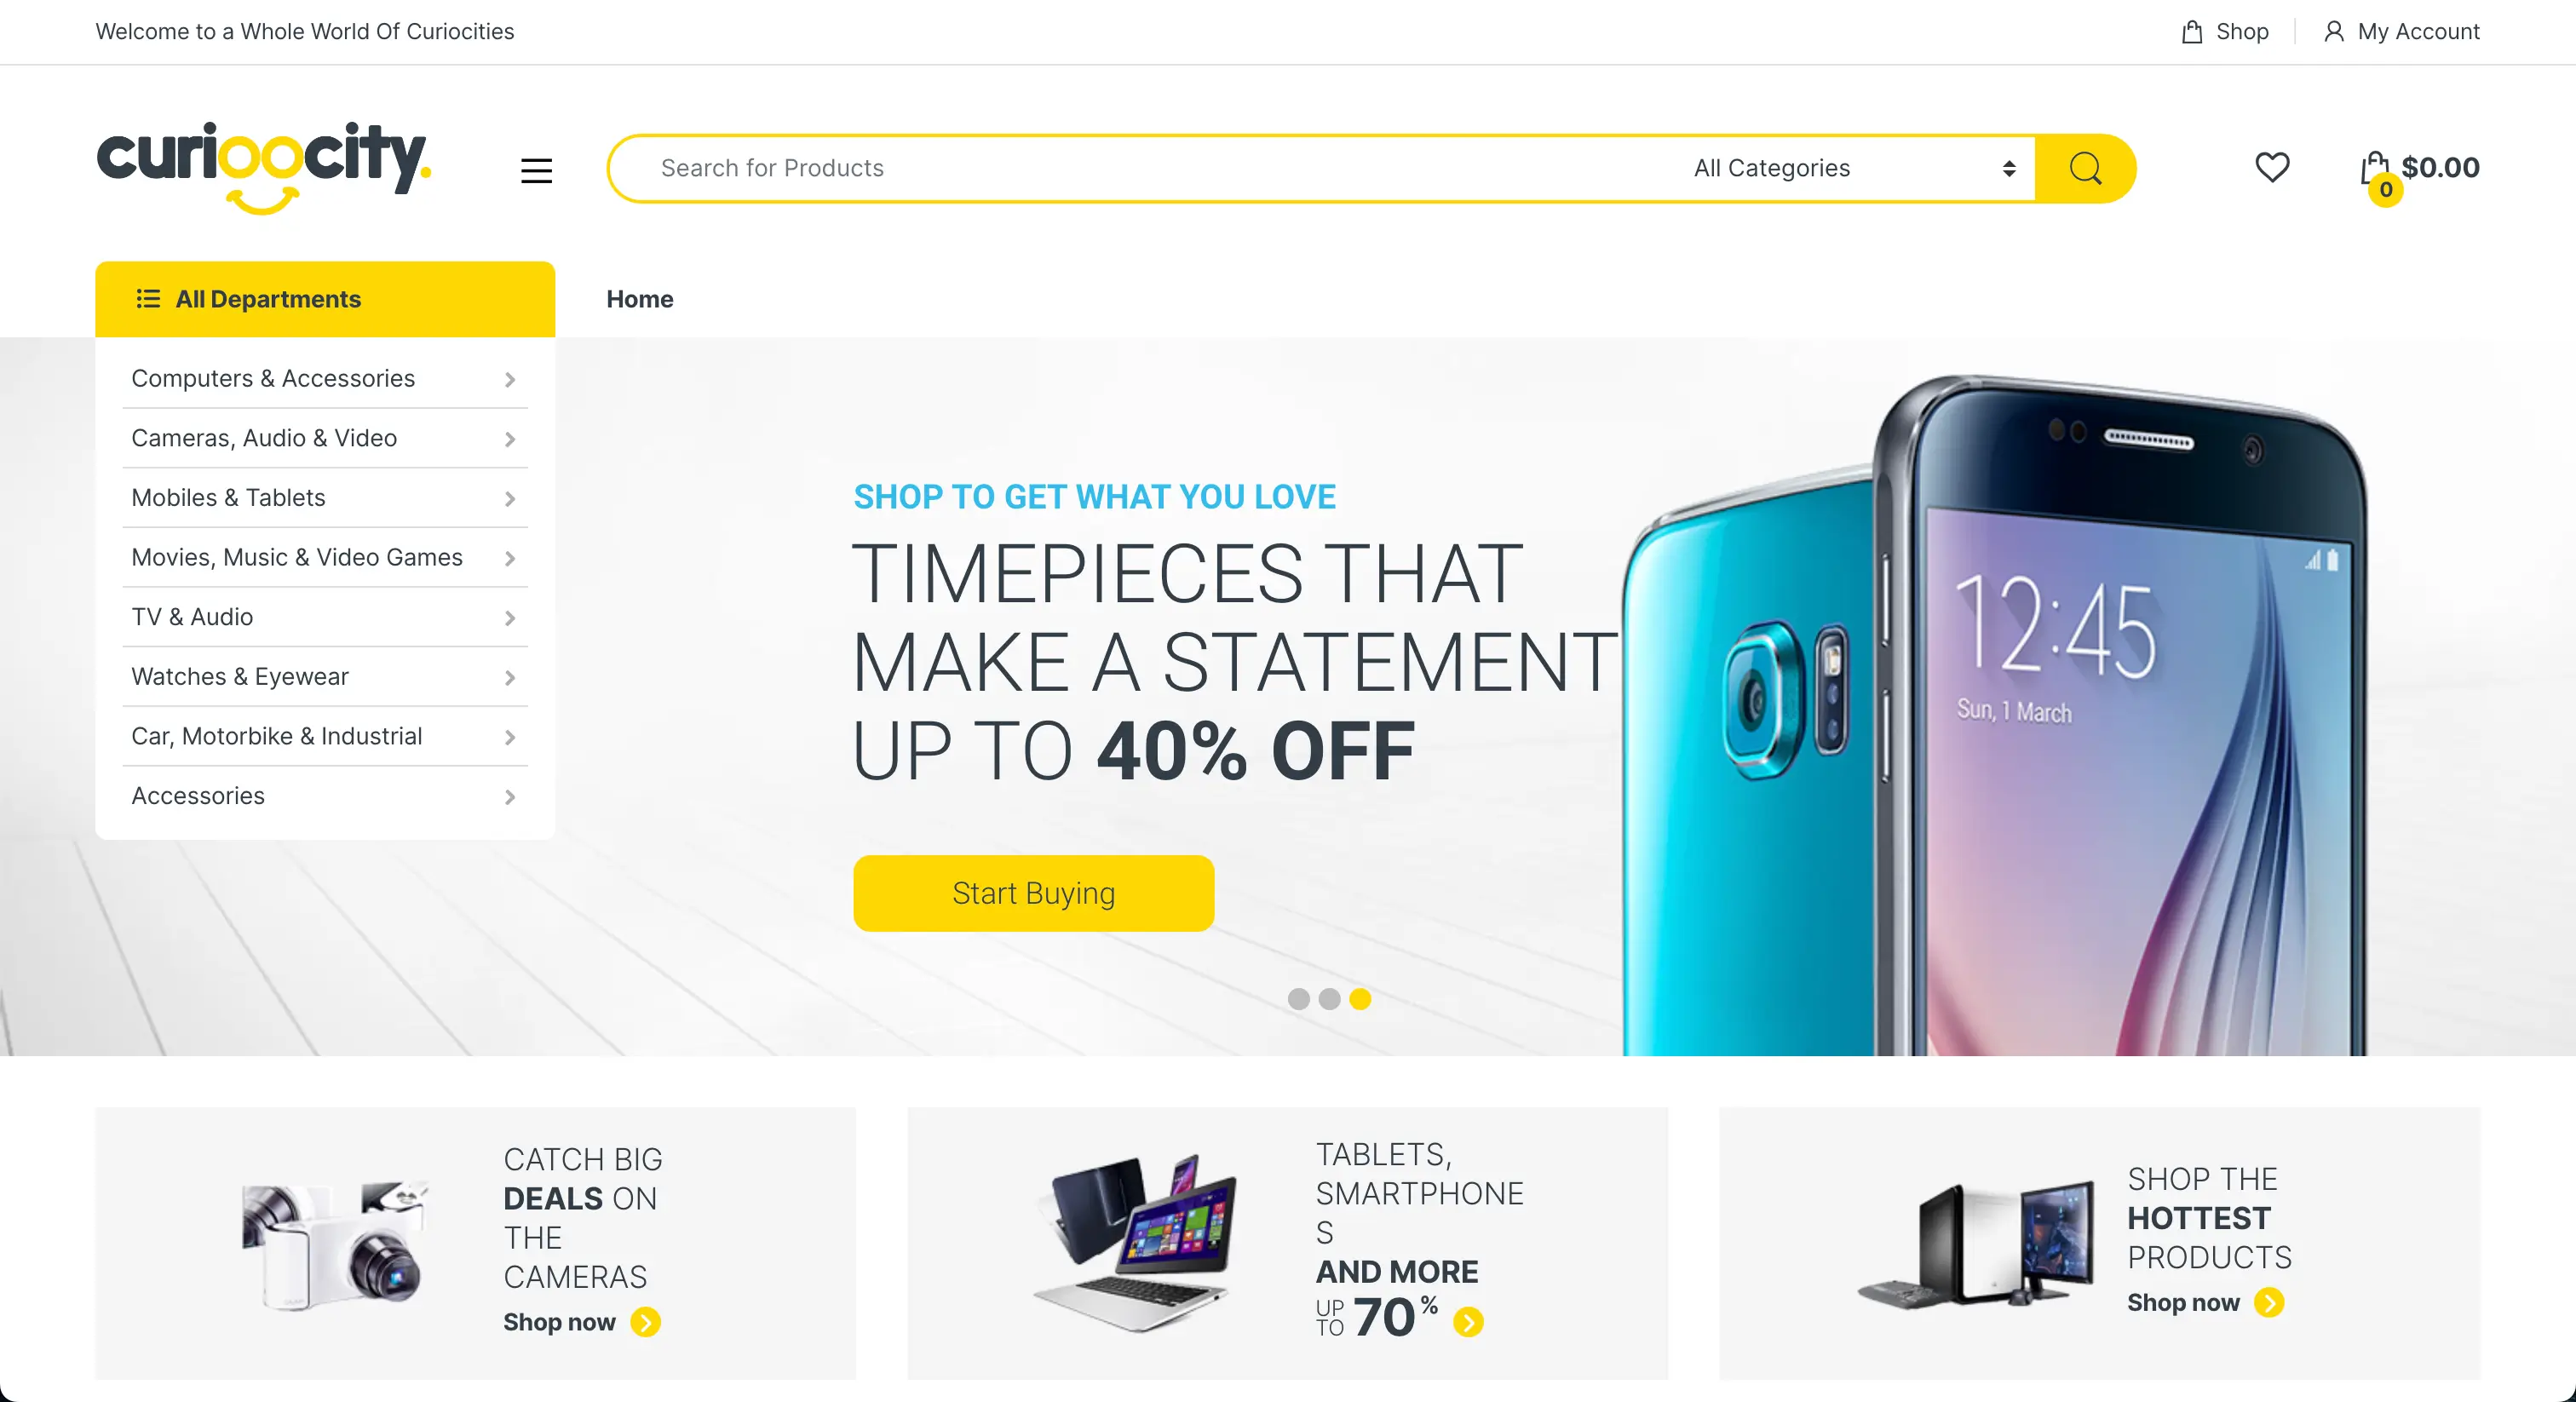 Welcome to a Whole World Of Curiocities
Shop
My Account
curioocity.
Search for Products
All Categories
0
$0.00
All Departments
Home
Computers & Accessories
Cameras, Audio & Video
Mobiles & Tablets
Movies, Music & Video Games
TV & Audio
Watches & Eyewear
Car, Motorbike & Industrial
Accessories
SHOP TO GET WHAT YOU LOVE
TIMEPIECES THAT
MAKE A STATEMENT
UP TO 40% OFF
Start Buying
12:45
Sun, 1 March
CATCH BIG
DEALS ON
THE
CAMERAS
Shop now
TABLETS,
SMARTPHONE
S
AND MORE
UP
TO
70%
SHOP THE
HOTTEST
PRODUCTS
Shop now